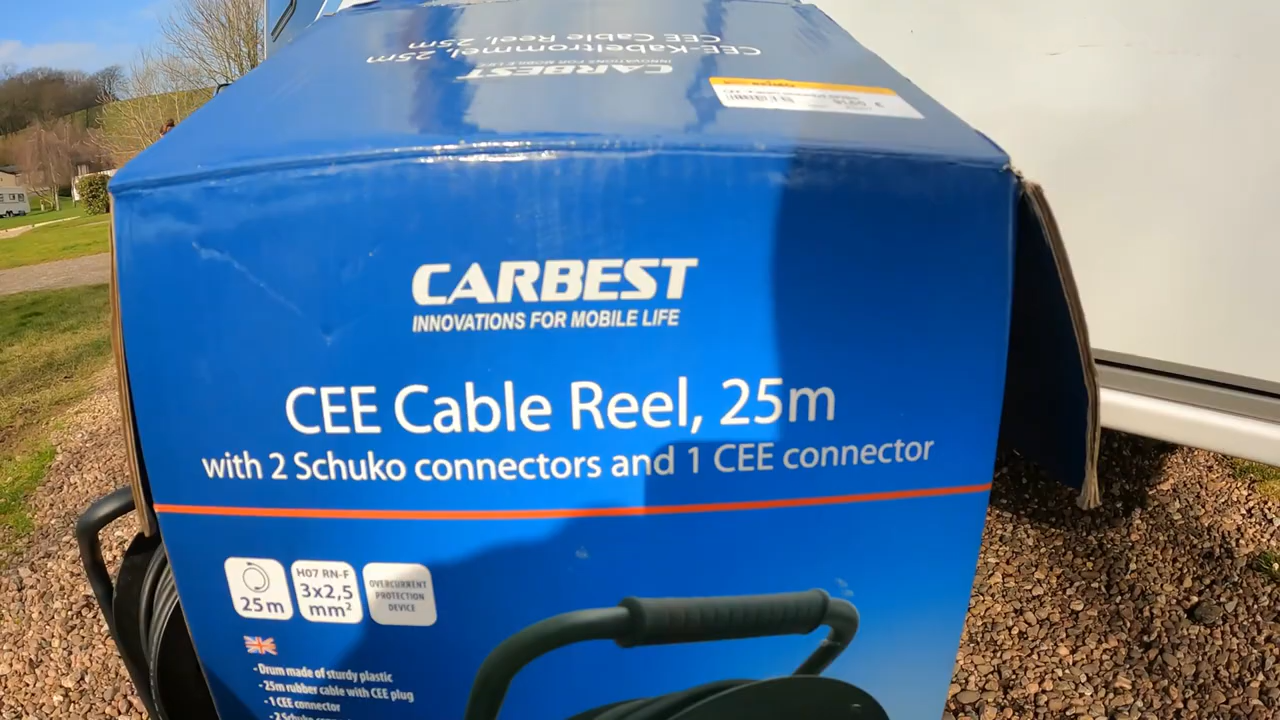 CEE-Kabeltrommel, 25m
CEE Cable Reel, 25m
CARBEST
INNOVATIONS FOR MOBILE LIFE
CARBEST
INNOVATIONS FOR MOBILE LIFE
CEE Cable Reel, 25m
with 2 Schuko connectors and 1 CEE connector
25m
H07 RN-F
3x2,5
mm²
OVERCURRENT
PROTECTION
DEVICE
- Drum made of sturdy plastic
- 25m rubber cable with CEE plug
- 1 CEE connector
- 2 Schuko